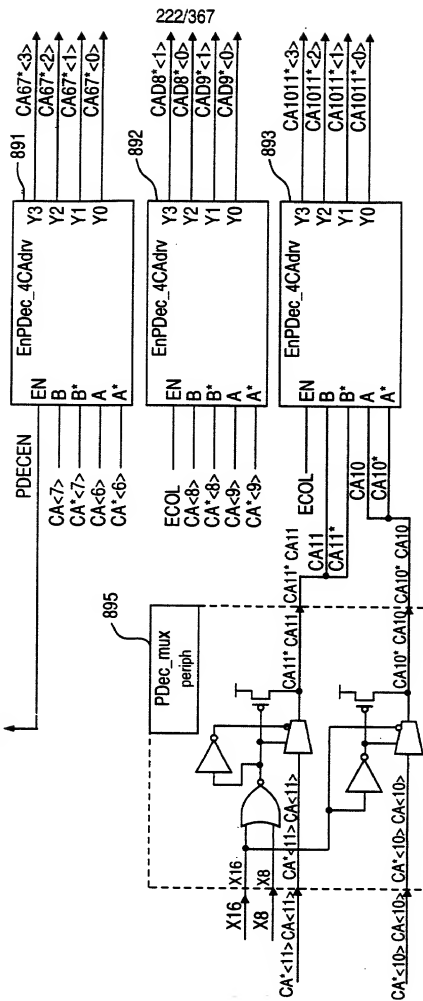 222/367
891
EnPDec_4CAdrv
PDECEN
EN
CA<7>
B
CA*<7>
B*
CA<6>
A
CA*<6>
A*
Y3
CA67*<3>
Y2
CA67*<2>
Y1
CA67*<1>
Y0
CA67*<0>
892
EnPDec_4CAdrv
ECOL
EN
CA<8>
B
CA*<8>
B*
CA<9>
A
CA*<9>
A*
Y3
CAD8*<1>
Y2
CAD8*<0>
Y1
CAD9*<1>
Y0
CAD9*<0>
893
EnPDec_4CAdrv
ECOL
EN
CA11
B
CA11*
B*
CA10
A
CA10*
A*
Y3
CA1011*<3>
Y2
CA1011*<2>
Y1
CA1011*<1>
Y0
CA1011*<0>
895
PDec_mux
periph
X16
X16
X8
X8
CA*<11> CA<11>
CA*<11> CA<11>
CA11* CA11
CA11* CA11
CA*<10> CA<10>
CA*<10> CA<10>
CA10* CA10
CA10* CA10